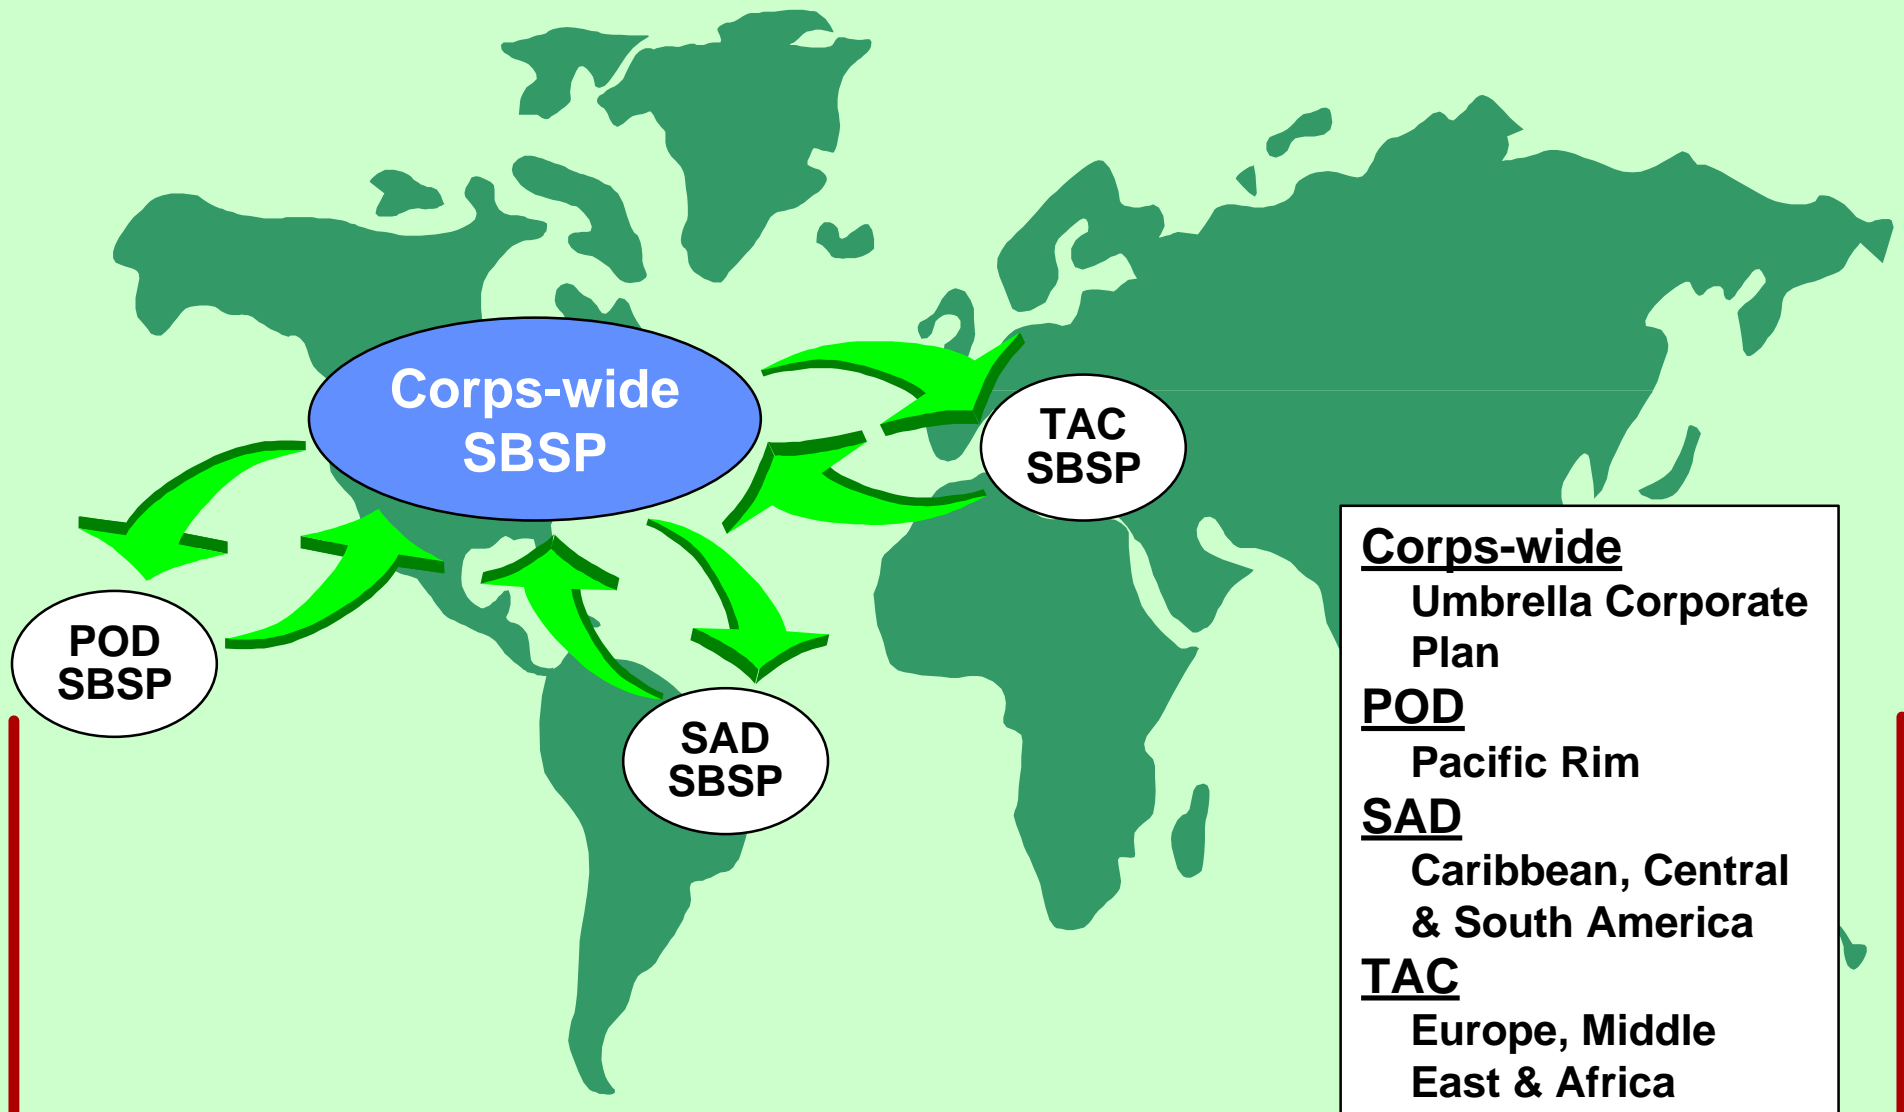 Corps-wide
SBSP
TAC
SBSP
POD
SBSP
SAD
SBSP
Corps-wide
Umbrella Corporate
Plan
POD
Pacific Rim
SAD
Caribbean, Central
& South America
TAC
Europe, Middle
East & Africa